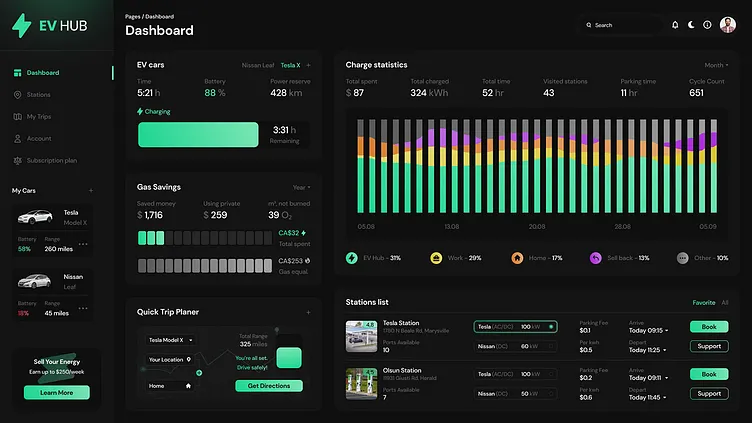 EV HUB
Dashboard
Stations
My Trips
Account
Subscription plan
My Cars +
Tesla
Model X
Battery Range
58% 260 miles
Nissan
Leaf
Battery Range
18% 45 miles
Sell Your Energy
Earn up to $250/week
Learn More
Pages / Dashboard
Dashboard
Search
EV cars Nissan Leaf Tesla X +
Time Battery Power reserve
5:21 h 88 % 428 km
Charging
3:31 h
Remaining
Gas Savings Year
Saved money Using private m³. not burned
$ 1,716 $ 259 39 O₂
CA$32
Total spent
CA$253
Gas equal.
Quick Trip Planer +
Tesla Model X
Your Location
Home
Total Range
325 miles
You're all set.
Drive safely!
Get Directions
Charge statistics Month
Total spent Total charged Total time Visited stations Parking time Cycle Count
$ 87 324 kWh 52 hr 43 11 hr 651
05.08 13.08 20.08 28.08 05.09
EV Hub - 31% Work - 29% Home - 17% Sell back - 13% Other - 10%
Stations list Favorite All
4.8
Tesla Station
1780 N Beale Rd, Marysville
Ports Available
10
Tesla (AC/DC) 100 kW
Nissan (DC) 60 kW
Parking Fee
$0.1
Per kwh
$0.5
Arrive
Today 09:15
Depart
Today 11:25
Book
Support
4.5
Olsun Station
Giusti Rd. Herald
Ports Available
7
Tesla (AC/DC) 100 kW
Nissan (DC) 50 kW
Parking Fee
$0.2
Per kwh
$0.6
Arrive
Today 09:11
Depart
Today 11:45
Book
Support